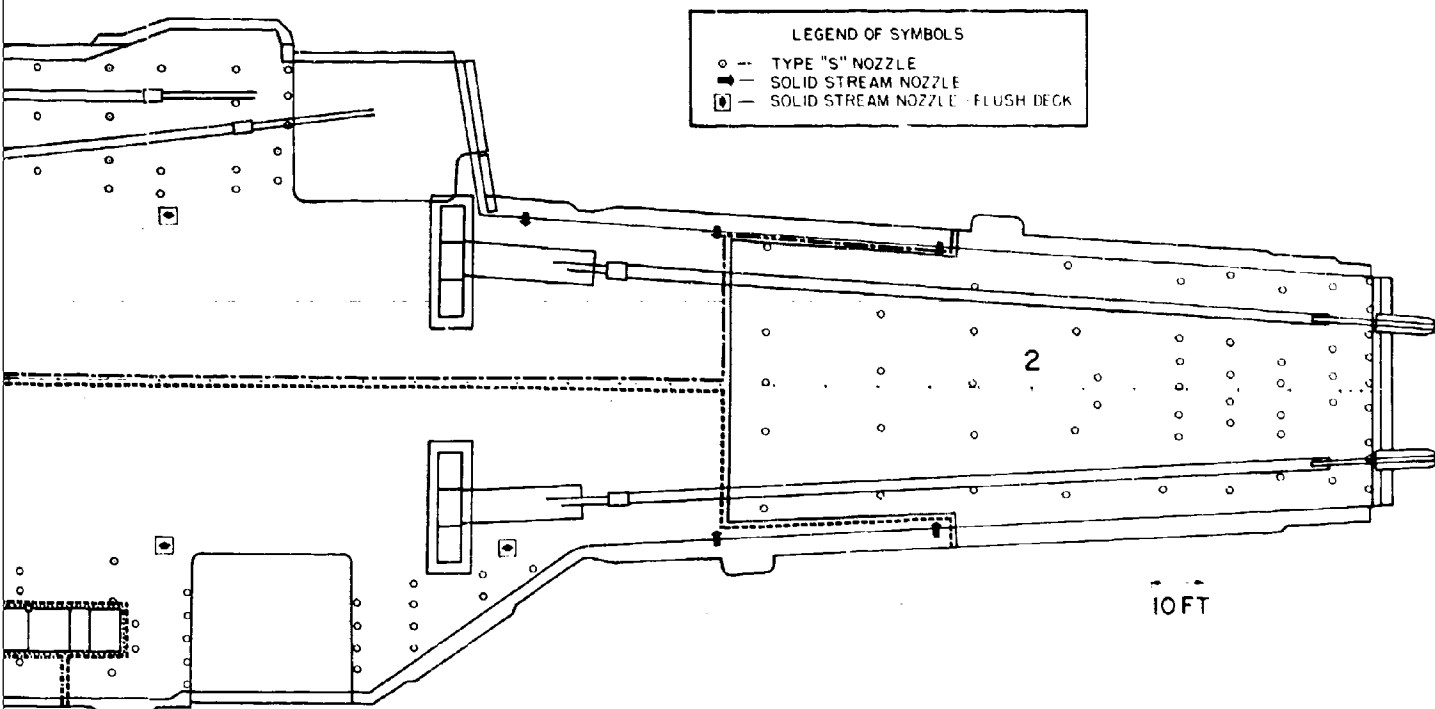 LEGEND OF SYMBOLS
TYPE "S" NOZZLE
SOLID STREAM NOZZLE
SOLID STREAM NOZZLE - FLUSH DECK
2
10 FT